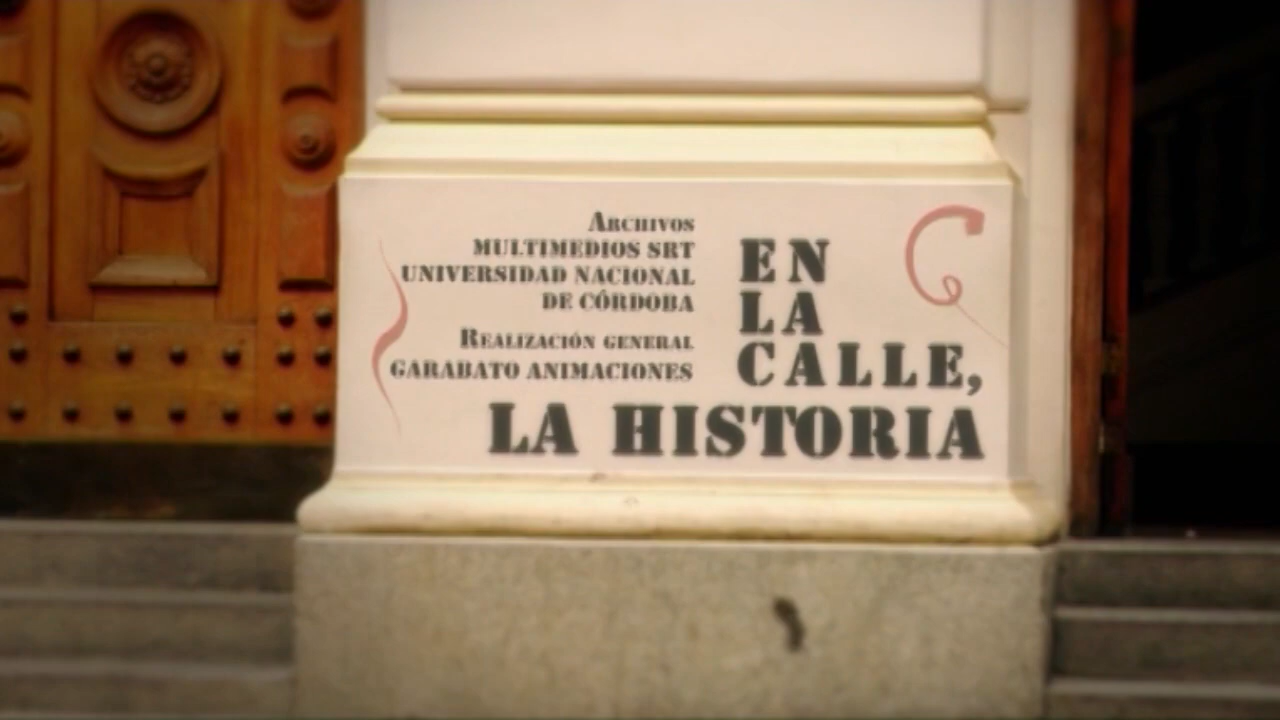 ARCHIVOS
MULTIMEDIOS SRT
UNIVERSIDAD NACIONAL
DE CÓRDOBA
REALIZACIÓN GENERAL
GARABATO ANIMACIONES
EN
LA
CALLE,
LA HISTORIA